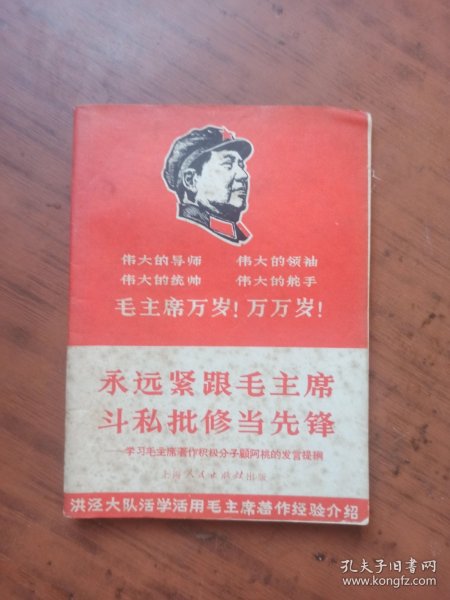 伟大的导师 伟大的领袖
伟大的统帅 伟大的舵手
毛主席万岁！万万岁！
永远紧跟毛主席
斗私批修当先锋
——学习毛主席著作积极分子顾阿桃的发言提纲
上海人民出版社出版
洪泾大队活学活用毛主席著作经验介绍
孔夫子旧书网
www.kongfz.com